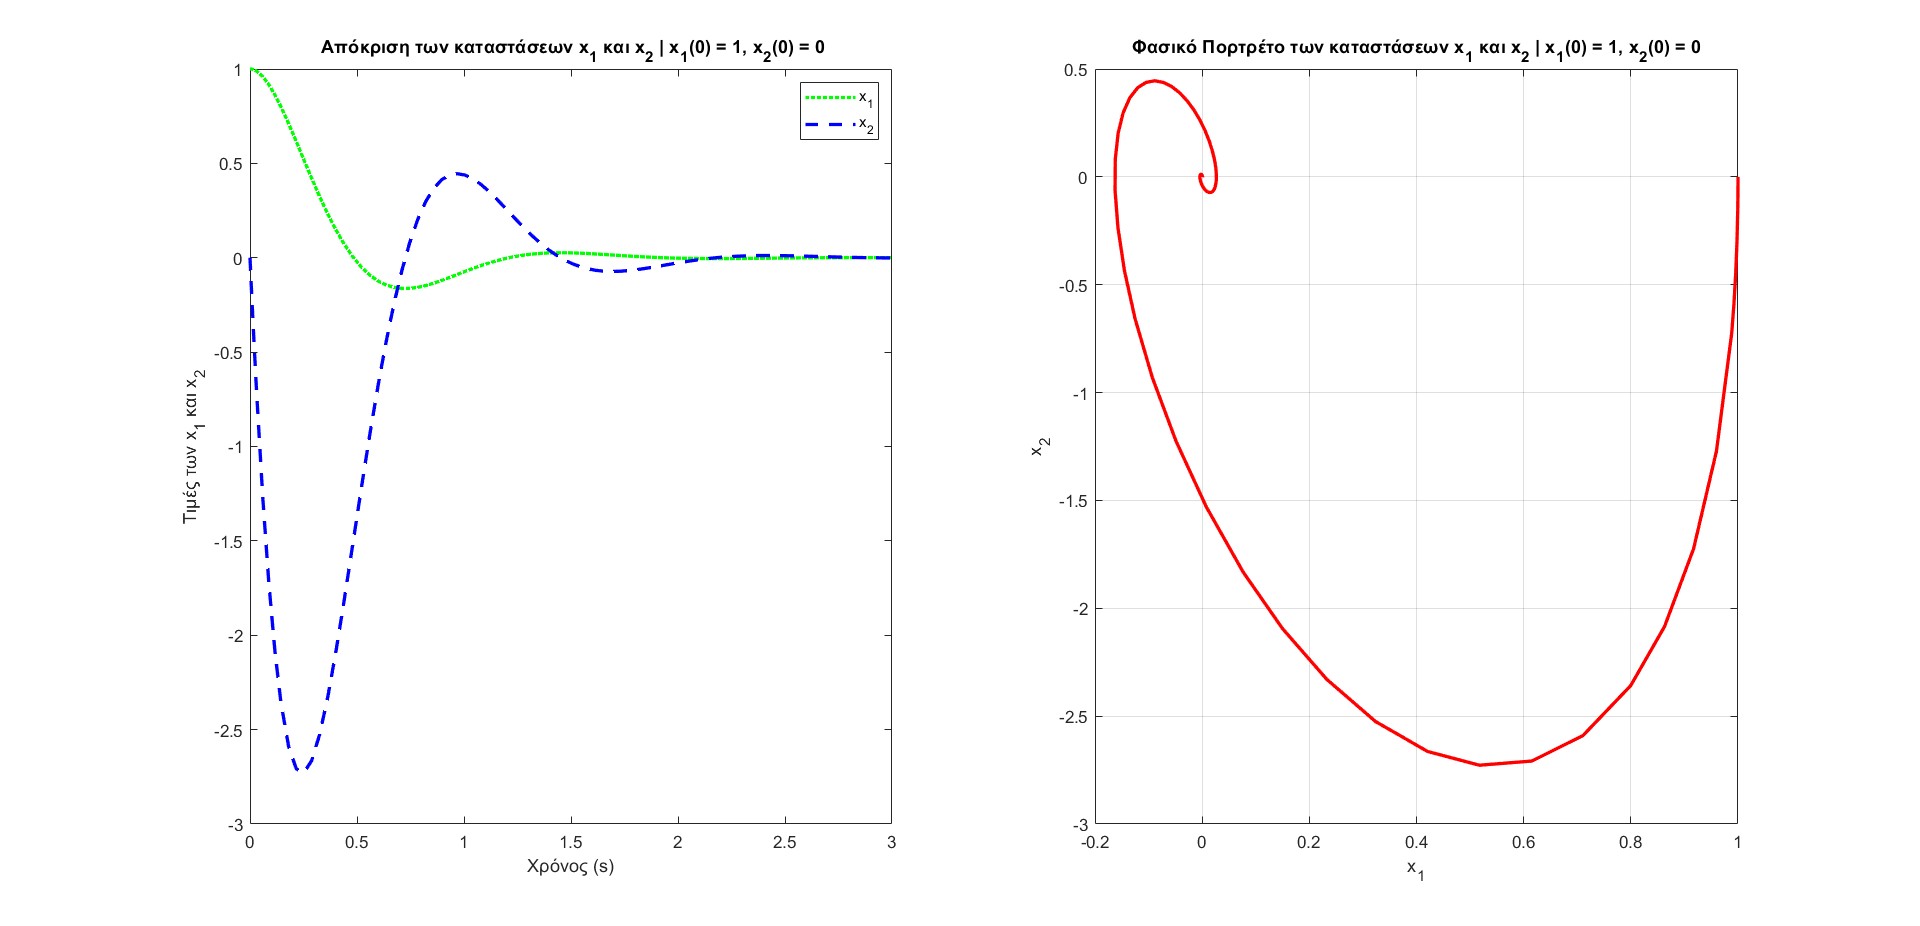 Απόκριση των καταστάσεων x₁ και x₂ | x₁(0) = 1, x₂(0) = 0
1
0.5
0
-0.5
-1
-1.5
-2
-2.5
-3
Τιμές των x₁ και x₂
x₁
x₂
0 0.5 1 1.5 2 2.5 3
Χρόνος (s)
Φασικό Πορτρέτο των καταστάσεων x₁ και x₂ | x₁(0) = 1, x₂(0) = 0
0.5
0
-0.5
-1
-1.5
-2
-2.5
-3
x₂
-0.2 0 0.2 0.4 0.6 0.8 1
x₁